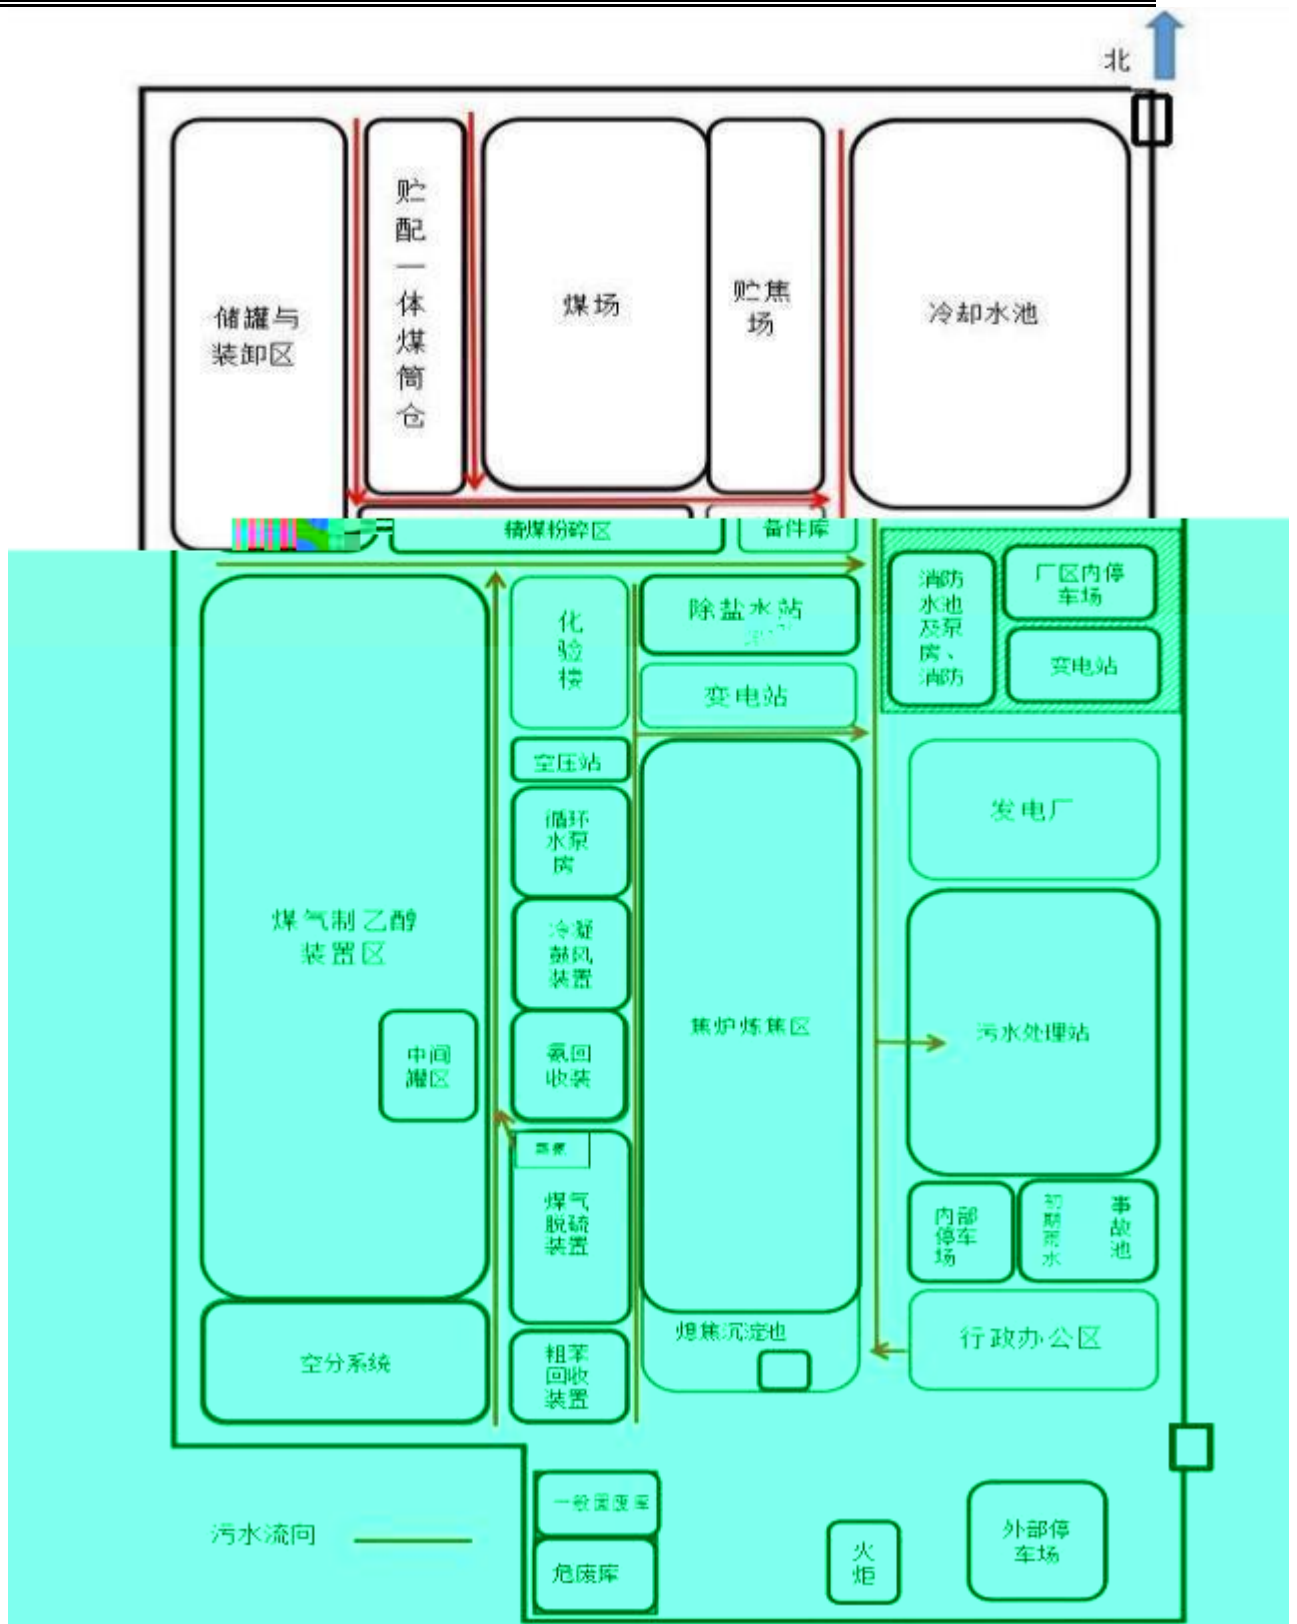 北
储罐与
装卸区
贮
配
一
体
煤
筒
仓
煤场
贮焦
场
冷却水池
精煤粉碎区
备件库
消防
水池
及泵
房、
消防
厂区内停
车场
变电站
化
验
楼
除盐水站
变电站
空压站
循环
水泵
房
发电厂
煤气制乙醇
装置区
冷凝
鼓风
装置
焦炉炼焦区
污水处理站
中间
罐区
氨回
收装
煤气
脱硫
装置
内部
停车
场
初
期
雨
水
事
故
池
熄焦沉淀池
行政办公区
空分系统
粗苯
回收
装置
一般固废库
危废库
污水流向
火
炬
外部停
车场